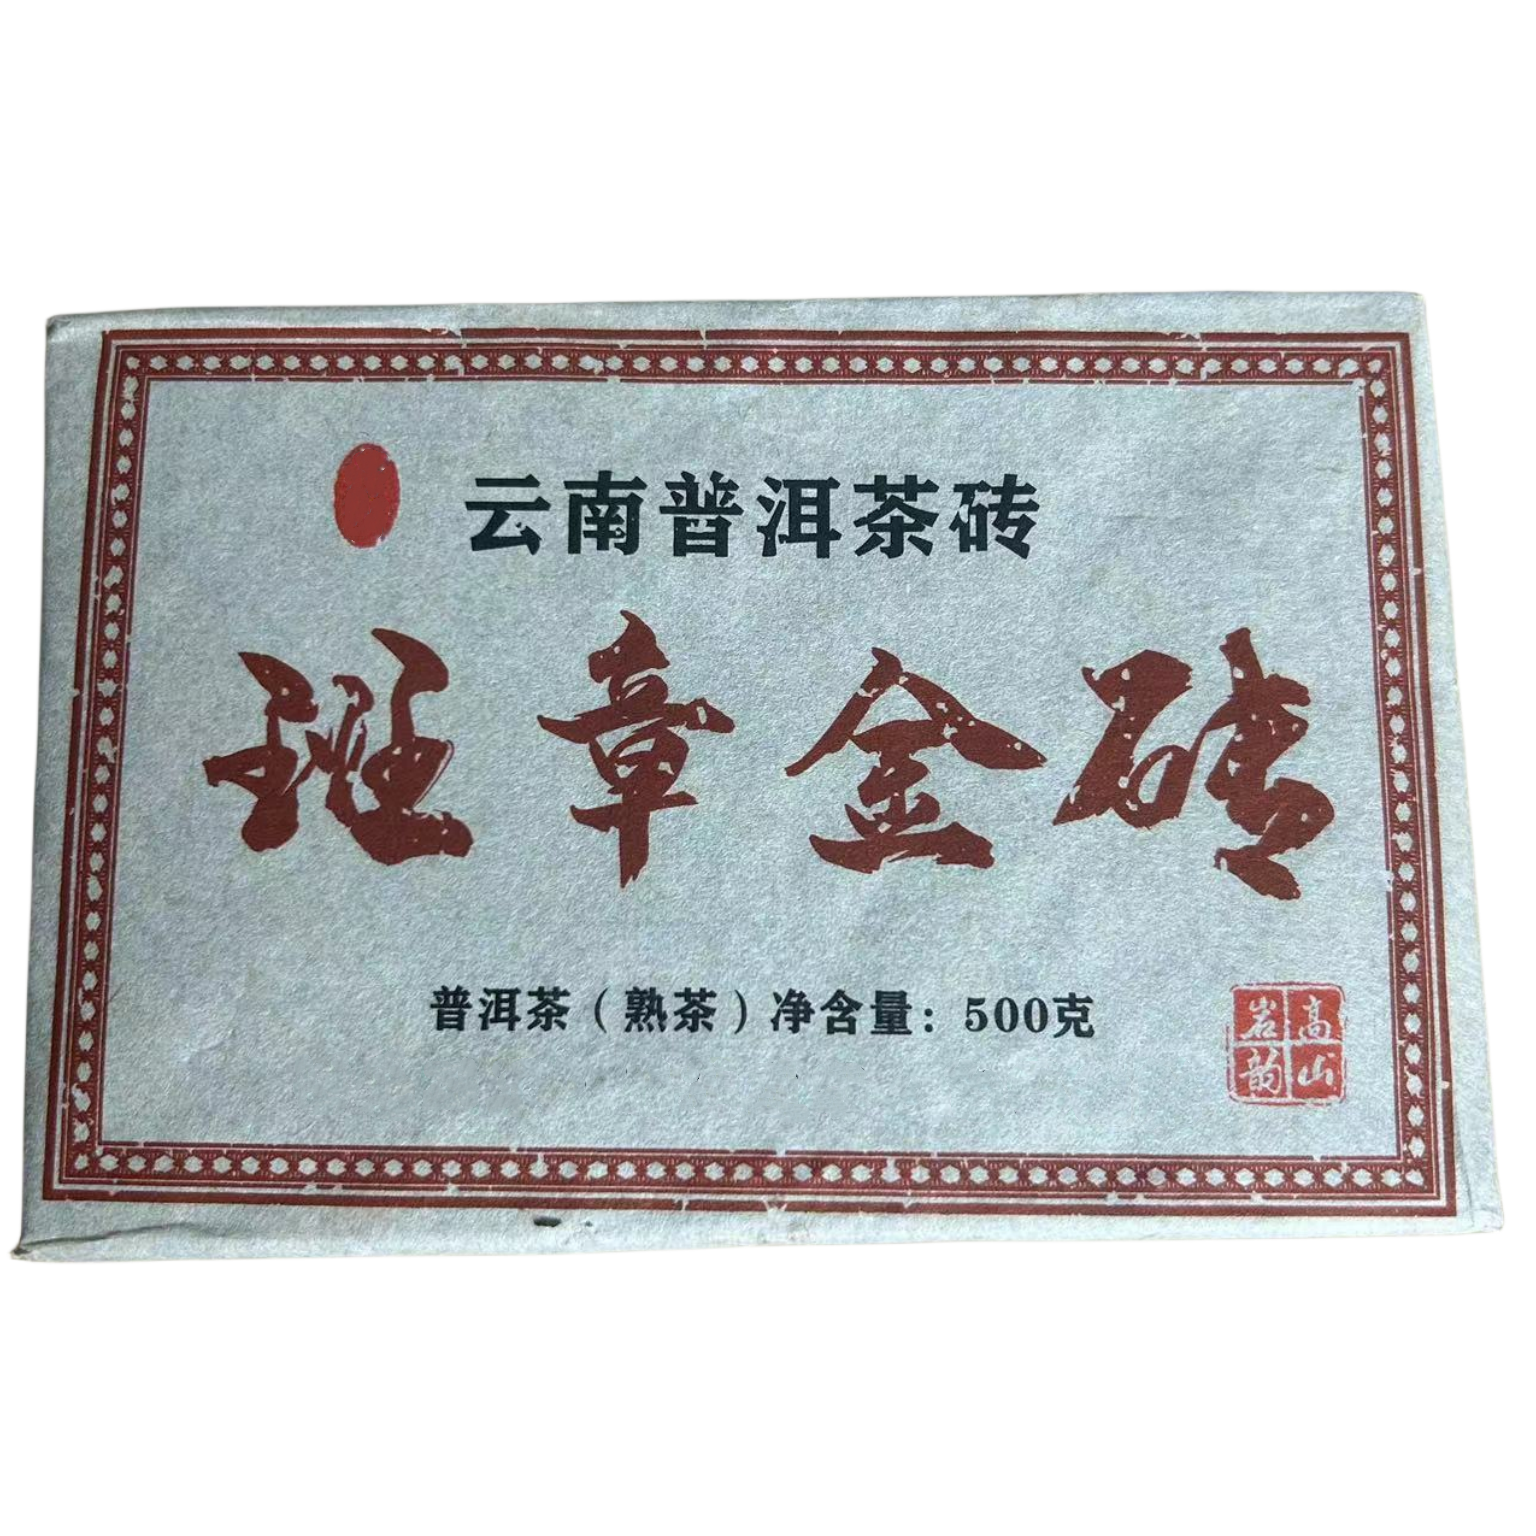 云南普洱茶砖
班章金砖
普洱茶（熟茶）净含量：500克
高山
岩韵